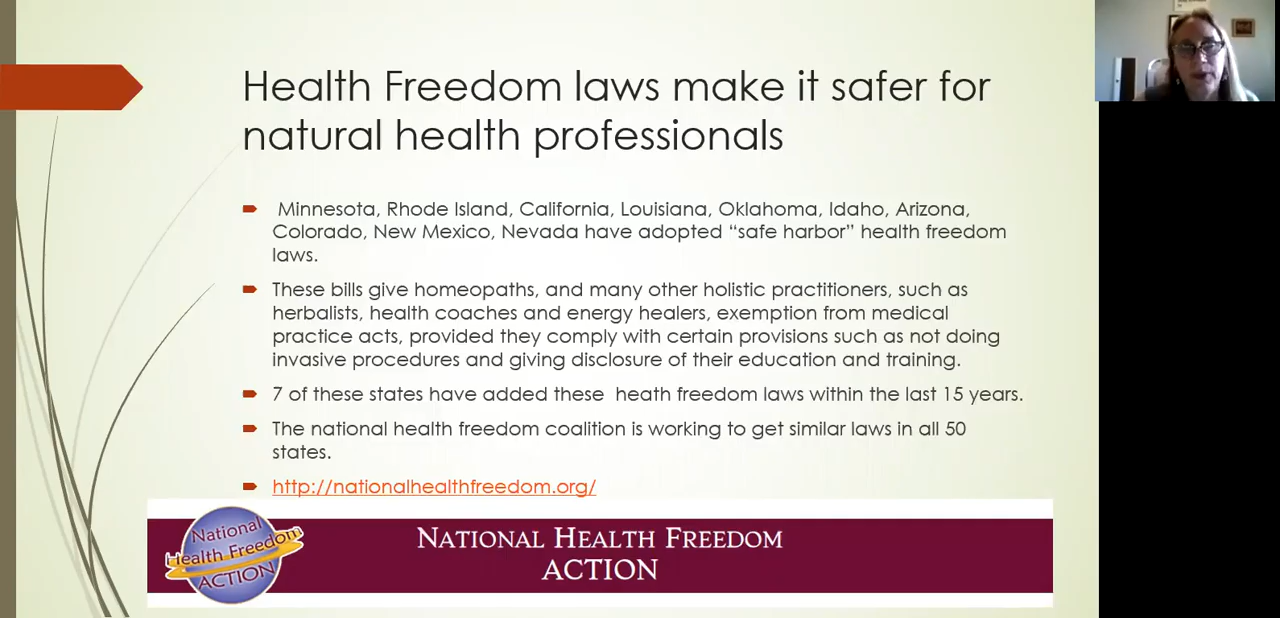 Health Freedom laws make it safer for
natural health professionals
Minnesota, Rhode Island, California, Louisiana, Oklahoma, Idaho, Arizona,
Colorado, New Mexico, Nevada have adopted “safe harbor” health freedom
laws.
These bills give homeopaths, and many other holistic practitioners, such as
herbalists, health coaches and energy healers, exemption from medical
practice acts, provided they comply with certain provisions such as not doing
invasive procedures and giving disclosure of their education and training.
7 of these states have added these heath freedom laws within the last 15 years.
The national health freedom coalition is working to get similar laws in all 50
states.
http://nationalhealthfreedom.org/
National
Health Freedom
ACTION
NATIONAL HEALTH FREEDOM
ACTION